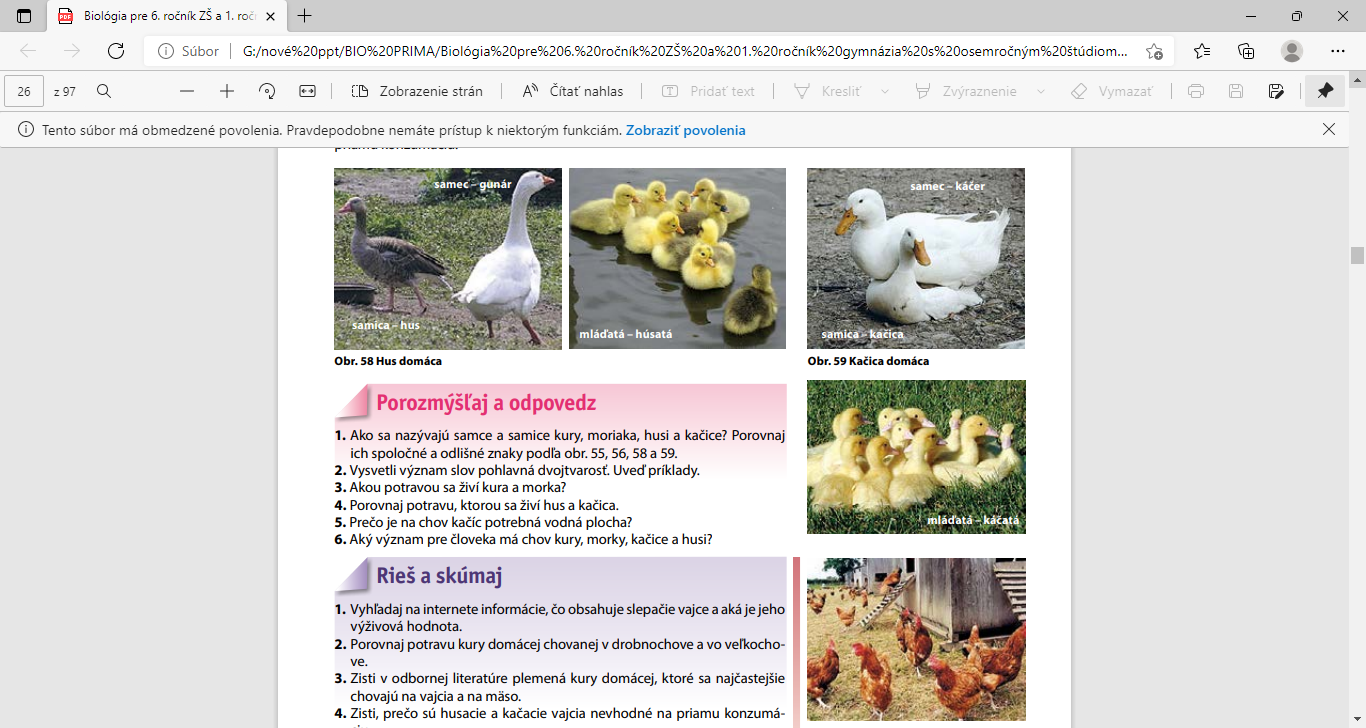 Biológia pre 6. ročník ZŠ a 1. roč
Súbor
G:/nové%20ppt/BIO%20PRIMA/Biológia%20pre%206.%20ročník%20ZŠ%20a%201.%20ročník%20gymnázia%20s%20osemročným%20štúdiom...
26 z 97
Zobrazenie strán
Čítať nahlas
Pridať text
Kresliť
Zvýraznenie
Vymazať
Tento súbor má obmedzené povolenia. Pravdepodobne nemáte prístup k niektorým funkciám. Zobraziť povolenia
samec – gunár
samica – hus
mláďatá – húsatá
samec – káčer
samica – kačica
Obr. 58 Hus domáca
Obr. 59 Kačica domáca
Porozmýšľaj a odpovedz
1. Ako sa nazývajú samce a samice kury, moriaka, husi a kačice? Porovnaj
ich spoločné a odlišné znaky podľa obr. 55, 56, 58 a 59.
2. Vysvetli význam slov pohlavná dvojtvarosť. Uveď príklady.
3. Akou potravou sa živí kura a morka?
4. Porovnaj potravu, ktorou sa živí hus a kačica.
5. Prečo je na chov kačíc potrebná vodná plocha?
6. Aký význam pre človeka má chov kury, morky, kačice a husi?
mláďatá – káčatá
Rieš a skúmaj
1. Vyhľadaj na internete informácie, čo obsahuje slepačie vajce a aká je jeho
výživová hodnota.
2. Porovnaj potravu kury domácej chovanej v drobnochove a vo veľkocho-
ve.
3. Zisti v odbornej literatúre plemená kury domácej, ktoré sa najčastejšie
chovajú na vajcia a na mäso.
4. Zisti, prečo sú husacie a kačacie vajcia nevhodné na priamu konzumá-